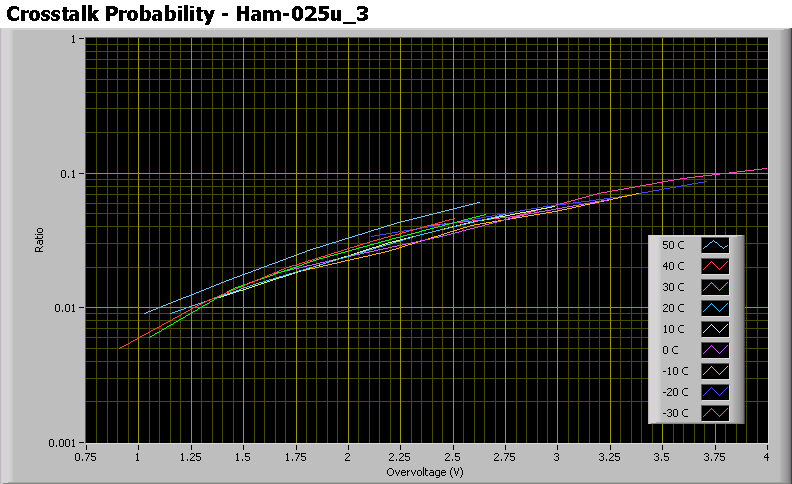 Crosstalk Probability - Ham-025u_3
1
0.1
0.01
0.001
Ratio
0.75 1 1.25 1.5 1.75 2 2.25 2.5 2.75 3 3.25 3.5 3.75 4
Overvoltage (V)
50 C
40 C
30 C
20 C
10 C
0 C
-10 C
-20 C
-30 C